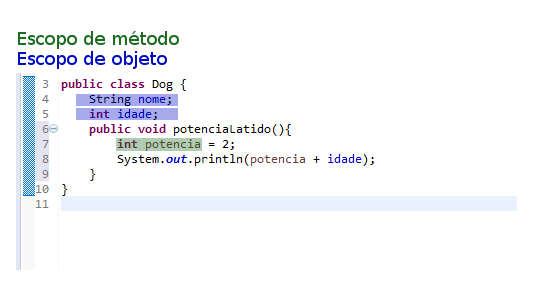 Escopo de método
Escopo de objeto
3 public class Dog {
4 String nome;
5 int idade;
6 public void potenciaLatido(){
7 int potencia = 2;
8 System.out.println(potencia + idade);
9 }
10 }
11